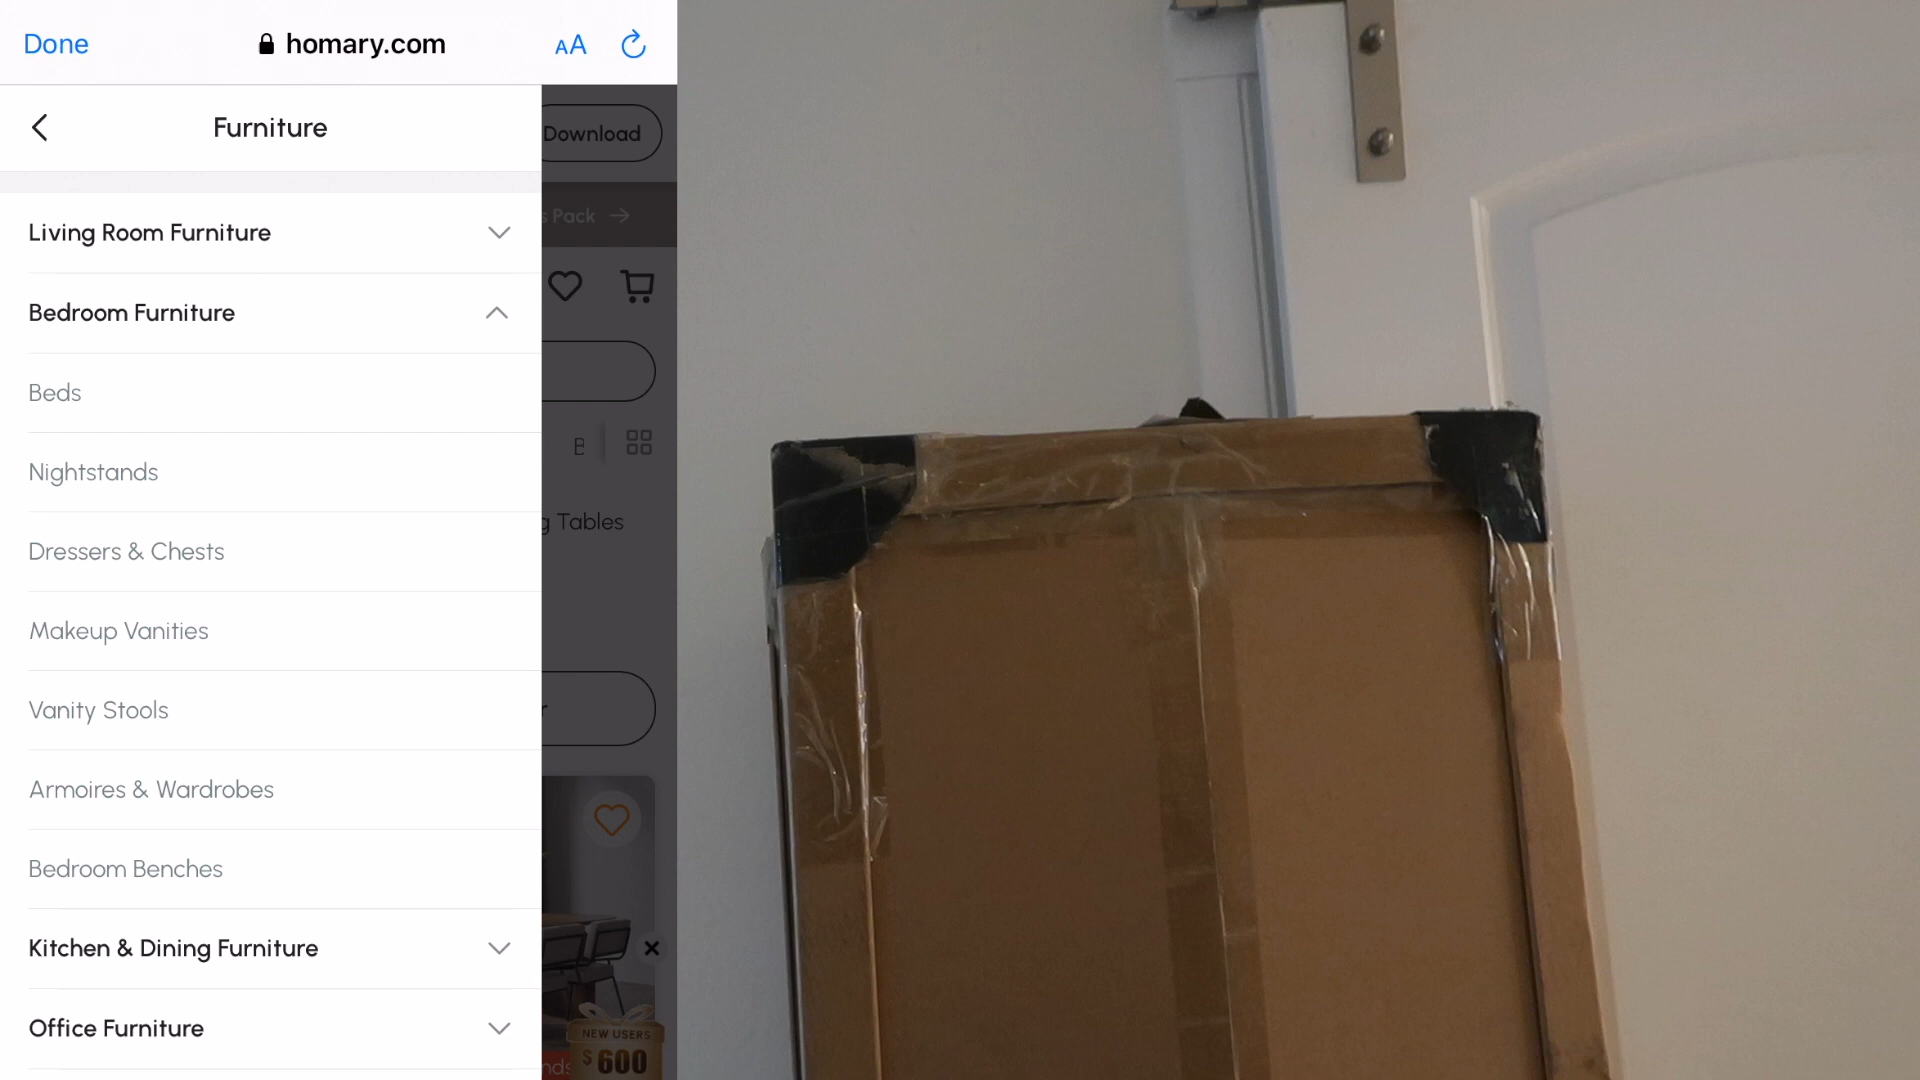 Done
homary.com
AA
Furniture
Download
s Pack
Living Room Furniture
Bedroom Furniture
Beds
Nightstands
g Tables
Dressers & Chests
Makeup Vanities
Vanity Stools
Armoires & Wardrobes
Bedroom Benches
Kitchen & Dining Furniture
Office Furniture
NEW USERS
$600